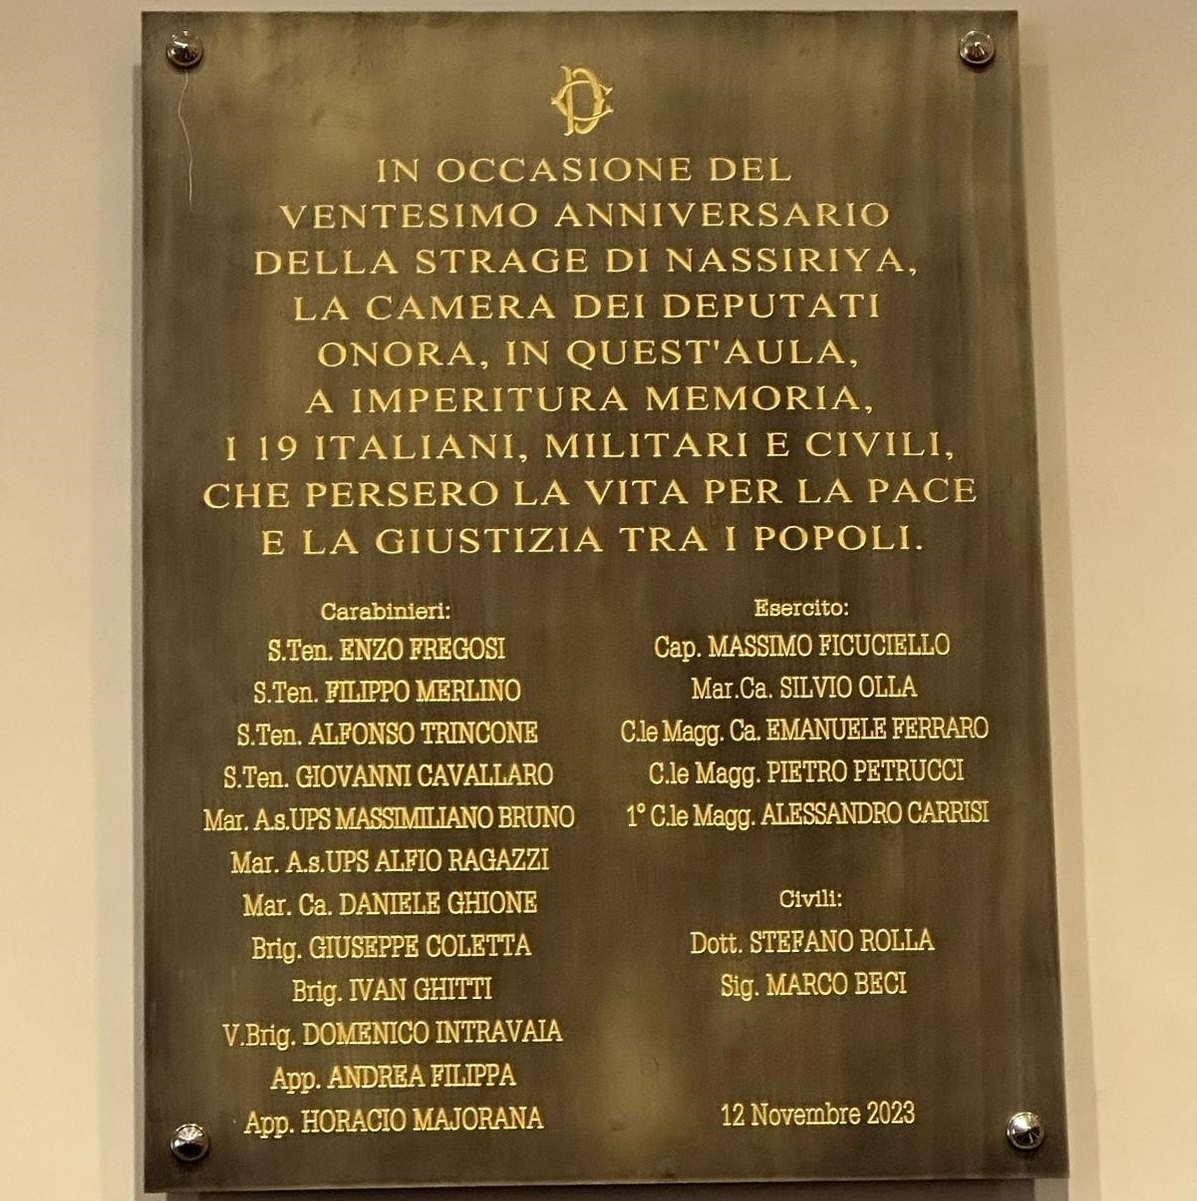 IN OCCASIONE DEL
VENTESIMO ANNIVERSARIO
DELLA STRAGE DI NASSIRIYA,
LA CAMERA DEI DEPUTATI
ONORA, IN QUEST'AULA,
A IMPERITURA MEMORIA,
I 19 ITALIANI, MILITARI E CIVILI,
CHE PERSERO LA VITA PER LA PACE
E LA GIUSTIZIA TRA I POPOLI.
Carabinieri:
S.Ten. ENZO FREGOSI
S.Ten. FILIPPO MERLINO
S.Ten. ALFONSO TRINCONE
S.Ten. GIOVANNI CAVALLARO
Mar. A.s.UPS MASSIMILIANO BRUNO
Mar. A.s.UPS ALFIO RAGAZZI
Mar. Ca. DANIELE GHIONE
Brig. GIUSEPPE COLETTA
Brig. IVAN GHITTI
V.Brig. DOMENICO INTRAVAIA
App. ANDREA FILIPPA
App. HORACIO MAJORANA
Esercito:
Cap. MASSIMO FICUCIELLO
Mar.Ca. SILVIO OLLA
C.le Magg. Ca. EMANUELE FERRARO
C.le Magg. PIETRO PETRUCCI
1° C.le Magg. ALESSANDRO CARRISI
Civili:
Dott. STEFANO ROLLA
Sig. MARCO BECI
12 Novembre 2023